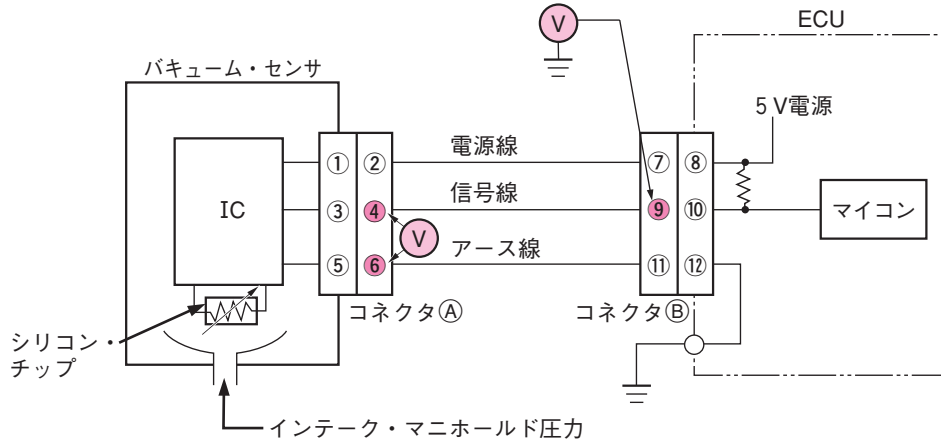 ECU
V
バキューム・センサ
5 V電源
電源線
① ② ⑦ ⑧
信号線
IC
③ ④ ⑨ ⑩
マイコン
V
アース線
⑤ ⑥ ⑪ ⑫
コネクタⒶ
コネクタⒷ
シリコン・
チップ
インテーク・マニホールド圧力